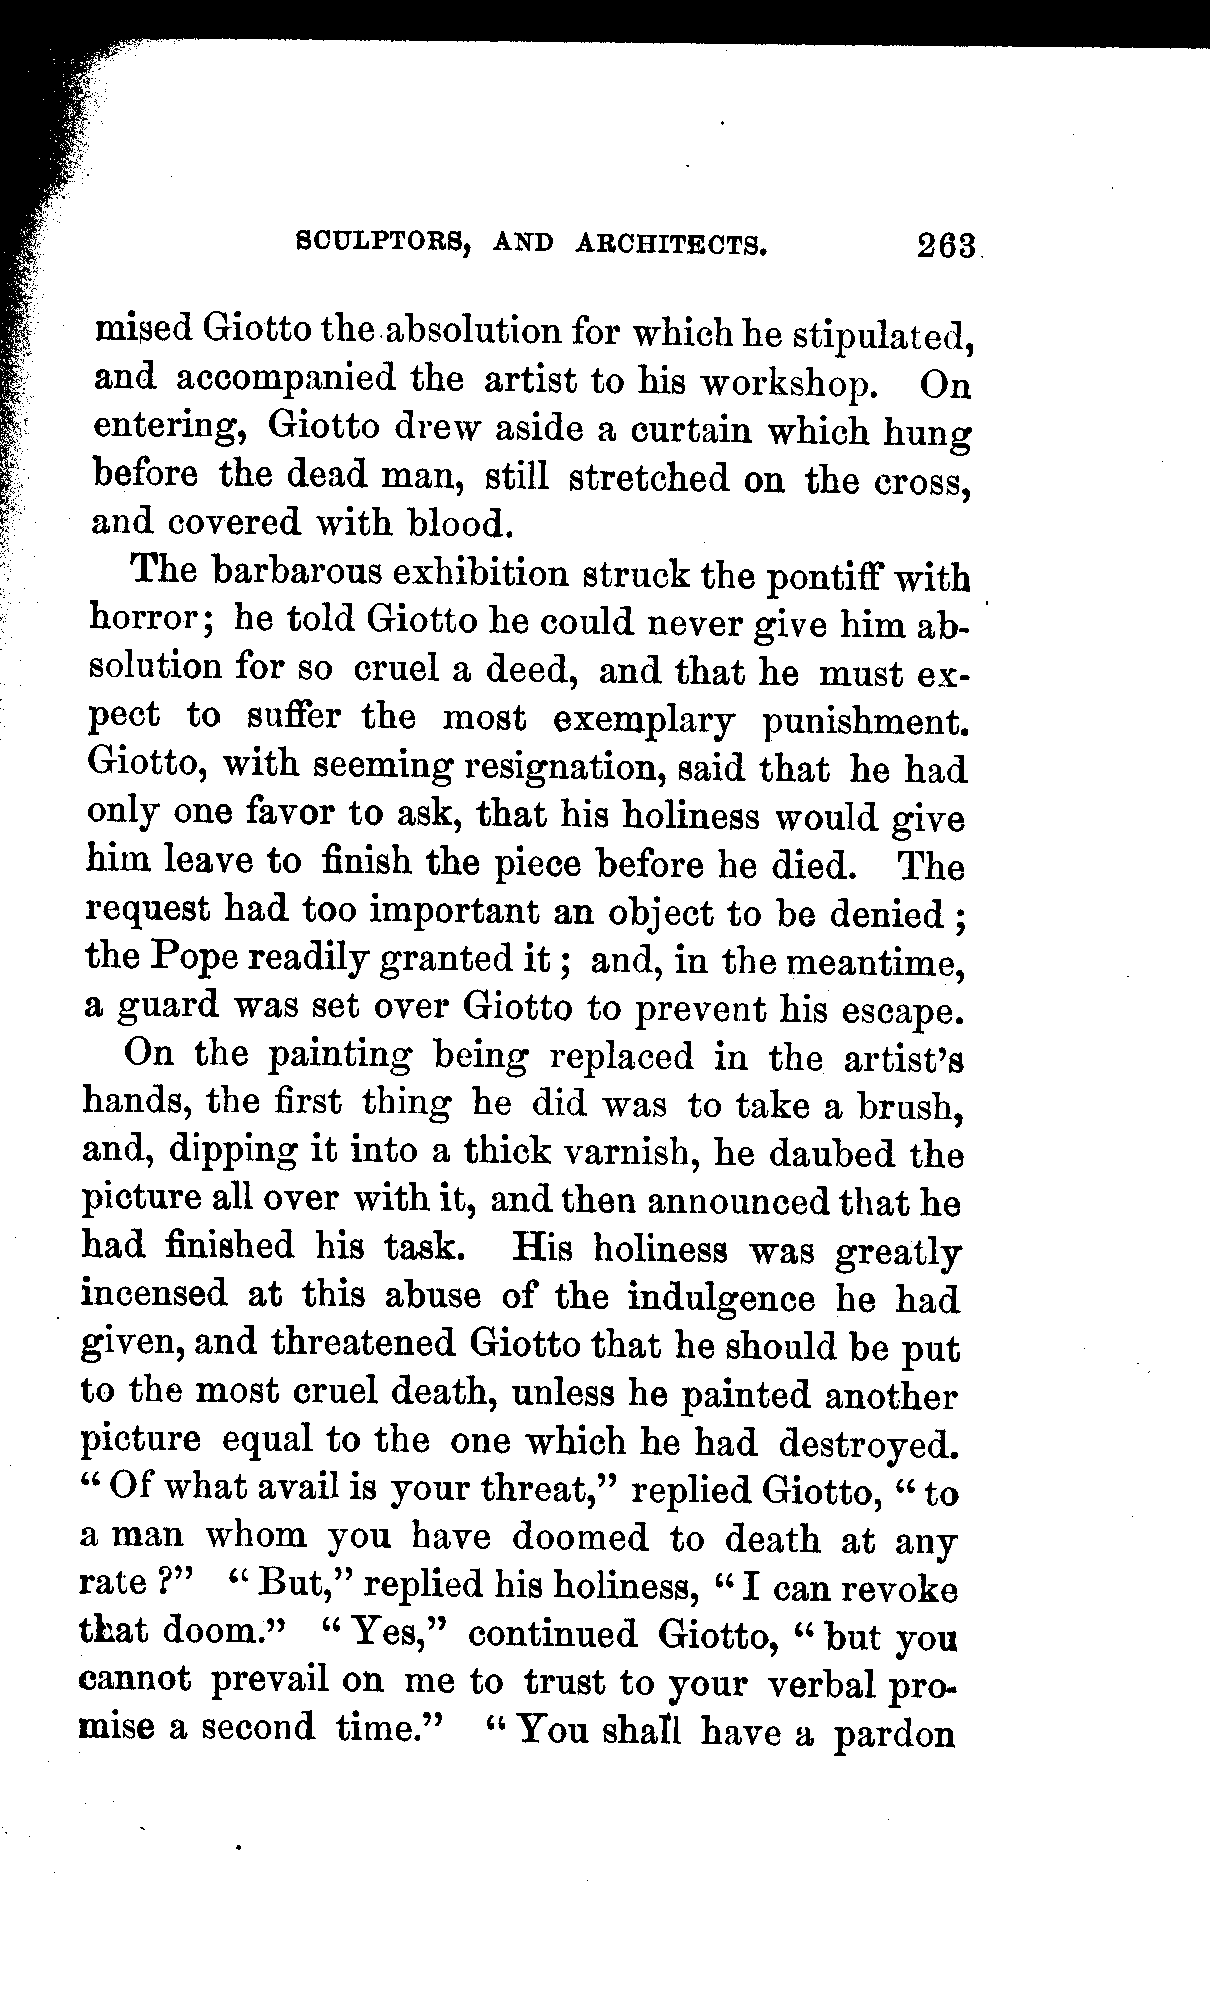 SCULPTORS, AND ARCHITECTS. 263
mised Giotto the absolution for which he stipulated,
and accompanied the artist to his workshop. On
entering, Giotto drew aside a curtain which hung
before the dead man, still stretched on the cross,
and covered with blood.
The barbarous exhibition struck the pontiff with
horror; he told Giotto he could never give him ab-
solution for so cruel a deed, and that he must ex-
pect to suffer the most exemplary punishment.
Giotto, with seeming resignation, said that he had
only one favor to ask, that his holiness would give
him leave to finish the piece before he died. The
request had too important an object to be denied ;
the Pope readily granted it ; and, in the meantime,
a guard was set over Giotto to prevent his escape.
On the painting being replaced in the artist's
hands, the first thing he did was to take a brush,
and, dipping it into a thick varnish, he daubed the
picture all over with it, and then announced that he
had finished his task. His holiness was greatly
incensed at this abuse of the indulgence he had
given, and threatened Giotto that he should be put
to the most cruel death, unless he painted another
picture equal to the one which he had destroyed.
“ Of what avail is your threat,” replied Giotto, “ to
a man whom you have doomed to death at any
rate ?” “ But,” replied his holiness, “ I can revoke
that doom.” “ Yes,” continued Giotto, “ but you
cannot prevail on me to trust to your verbal pro-
mise a second time.” “ You shall have a pardon